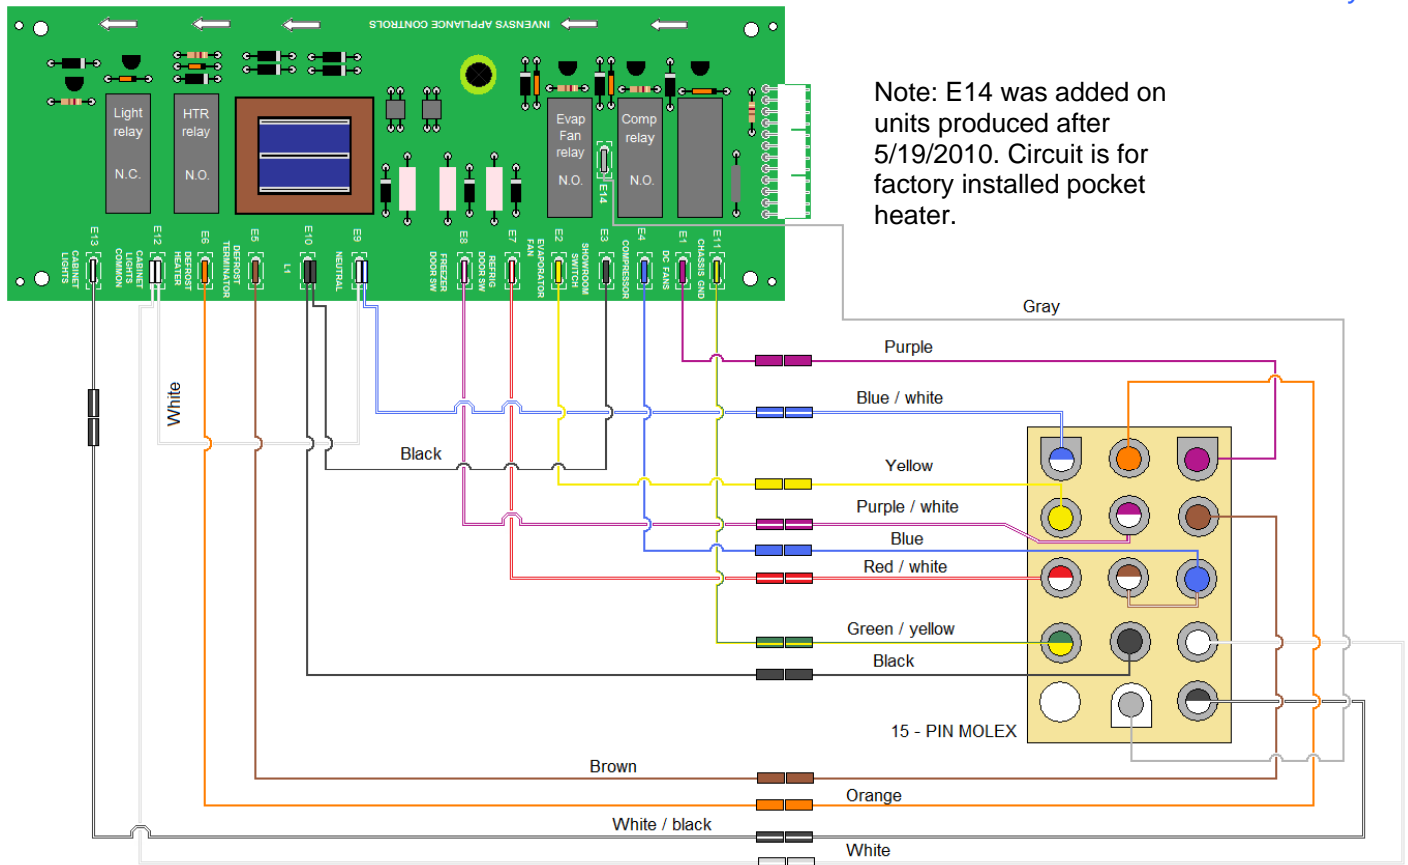 INVENSYS APPLIANCE CONTROLS
Light
relay
N.C.
HTR
relay
N.O.
Evap
Fan
relay
N.O.
E14
Comp
relay
N.O.
E13
CABINET
LIGHTS
E12
CABINET
LIGHTS
COMMON
E6
DEFROST
HEATER
E5
DEFROST
TERMINATOR
E10
L1
E9
NEUTRAL
E8
FREEZER
DOOR SW
E7
REFRIG
DOOR SW
E2
EVAPORATOR
FAN
E3
SHOWROOM
SWITCH
E4
COMPRESSOR
E1
DC FANS
E11
CHASSIS GND
Note: E14 was added on
units produced after
5/19/2010. Circuit is for
factory installed pocket
heater.
Gray
Purple
Blue / white
White
Black
Yellow
Purple / white
Blue
Red / white
Green / yellow
Black
15 - PIN MOLEX
Brown
Orange
White / black
White